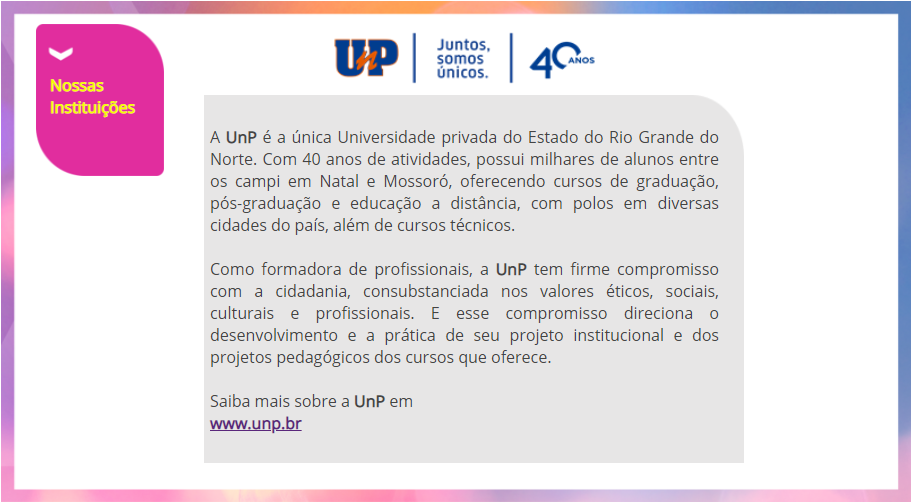 Nossas
Instituições
UnP
Juntos,
somos
únicos.
40 ANOS
A UnP é a única Universidade privada do Estado do Rio Grande do
Norte. Com 40 anos de atividades, possui milhares de alunos entre
os campi em Natal e Mossoró, oferecendo cursos de graduação,
pós-graduação e educação a distância, com polos em diversas
cidades do país, além de cursos técnicos.
Como formadora de profissionais, a UnP tem firme compromisso
com a cidadania, consubstanciada nos valores éticos, sociais,
culturais e profissionais. E esse compromisso direciona o
desenvolvimento e a prática de seu projeto institucional e dos
projetos pedagógicos dos cursos que oferece.
Saiba mais sobre a UnP em
www.unp.br